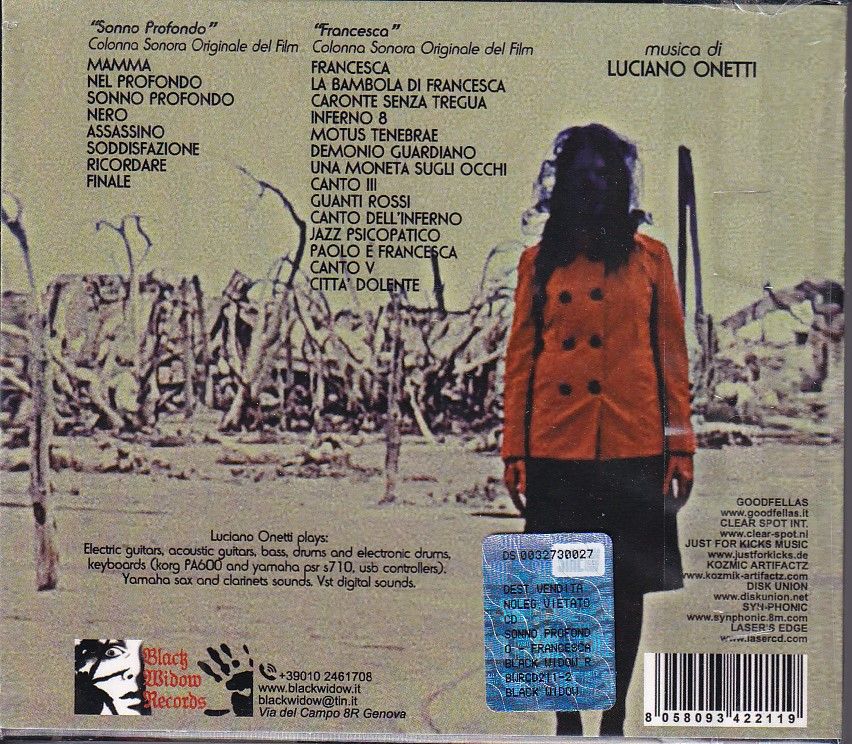 "Sonno Profondo"
Colonna Sonora Originale del Film
MAMMA
NEL PROFONDO
SONNO PROFONDO
NERO
ASSASSINO
SODDISFAZIONE
RICORDARE
FINALE
"Francesca"
Colonna Sonora Originale del Film
FRANCESCA
LA BAMBOLA DI FRANCESCA
CARONTE SENZA TREGUA
INFERNO 8
MOTUS TENEBRAE
DEMONIO GUARDIANO
UNA MONETA SUGLI OCCHI
CANTO III
GUANTI ROSSI
CANTO DELL'INFERNO
JAZZ PSICOPATICO
PAOLO E FRANCESCA
CANTO V
CITTA' DOLENTE
musica di
LUCIANO ONETTI
Luciano Onetti plays:
Electric guitars, acoustic guitars, bass, drums and electronic drums,
keyboards (korg PA600 and yamaha psr s710, usb controllers).
Yamaha sax and clarinets sounds. Vst digital sounds.
Black
Widow
Records
+39010 2461708
www.blackwidow.it
blackwidow@tin.it
Via del Campo 8R Genova
DS 0032730027
DEST VENDITA
NOLEG VIETATO
CD
SONNO PROFOND
O - FRANCESCA
BLACK WIDOW R
BWRCD211-2
BLACK WIDOW
GOODFELLAS
www.goodfellas.it
CLEAR SPOT INT.
www.clear-spot.nl
JUST FOR KICKS MUSIC
www.justforkicks.de
KOZMIC ARTIFACTZ
www.kozmik-artifactz.com
DISK UNION
www.diskunion.net
SYN-PHONIC
www.synphonic.8m.com
LASER'S EDGE
www.lasercd.com
8 058093 422119